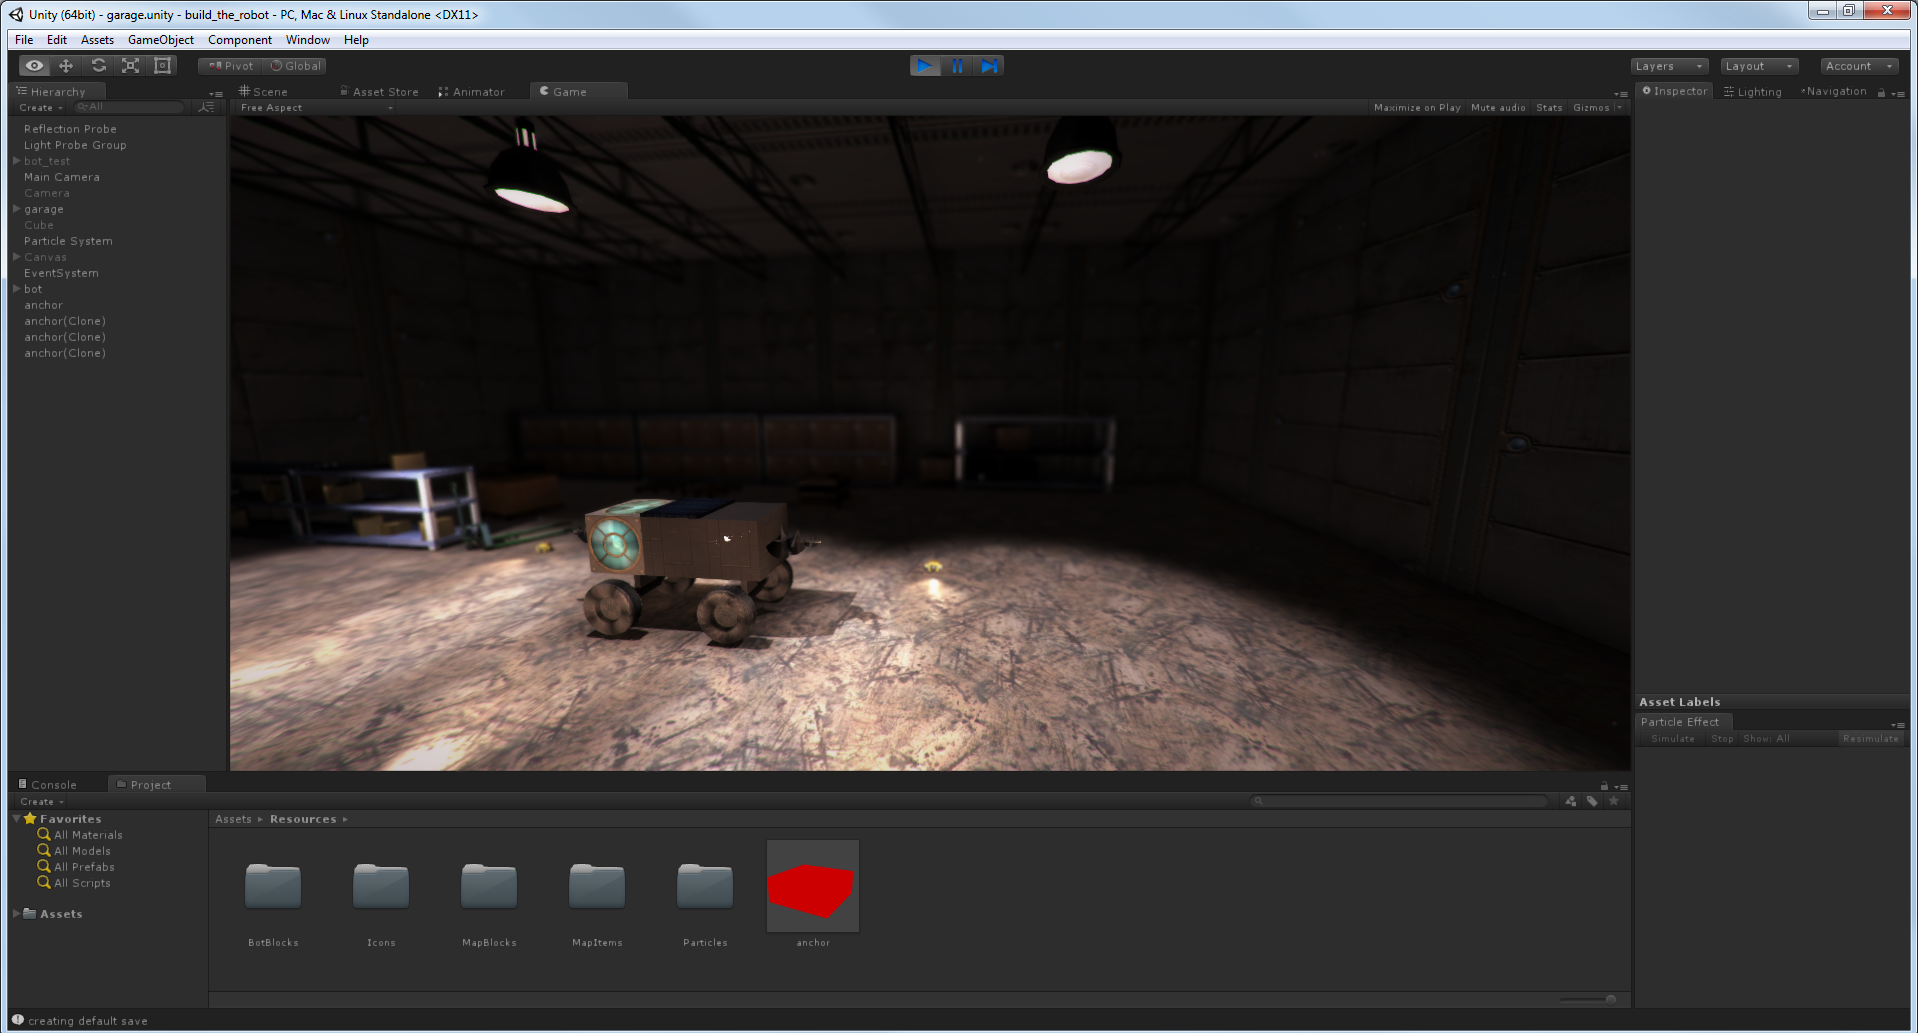 Unity (64bit) - garage.unity - build_the_robot - PC, Mac & Linux Standalone <DX11>
File Edit Assets GameObject Component Window Help
Pivot Global
Layers Layout Account
Hierarchy
Scene Asset Store Animator Game
Inspector Lighting Navigation
Create All
Free Aspect
Maximize on Play Mute audio Stats Gizmos
Reflection Probe
Light Probe Group
bot_test
Main Camera
Camera
garage
Cube
Particle System
Canvas
EventSystem
bot
anchor
anchor(Clone)
anchor(Clone)
anchor(Clone)
Asset Labels
Particle Effect
Simulate Stop Show: All Resimulate
Console Project
Create
Favorites
All Materials
All Models
All Prefabs
All Scripts
Assets
Assets Resources
BotBlocks Icons MapBlocks MapItems Particles anchor
creating default save